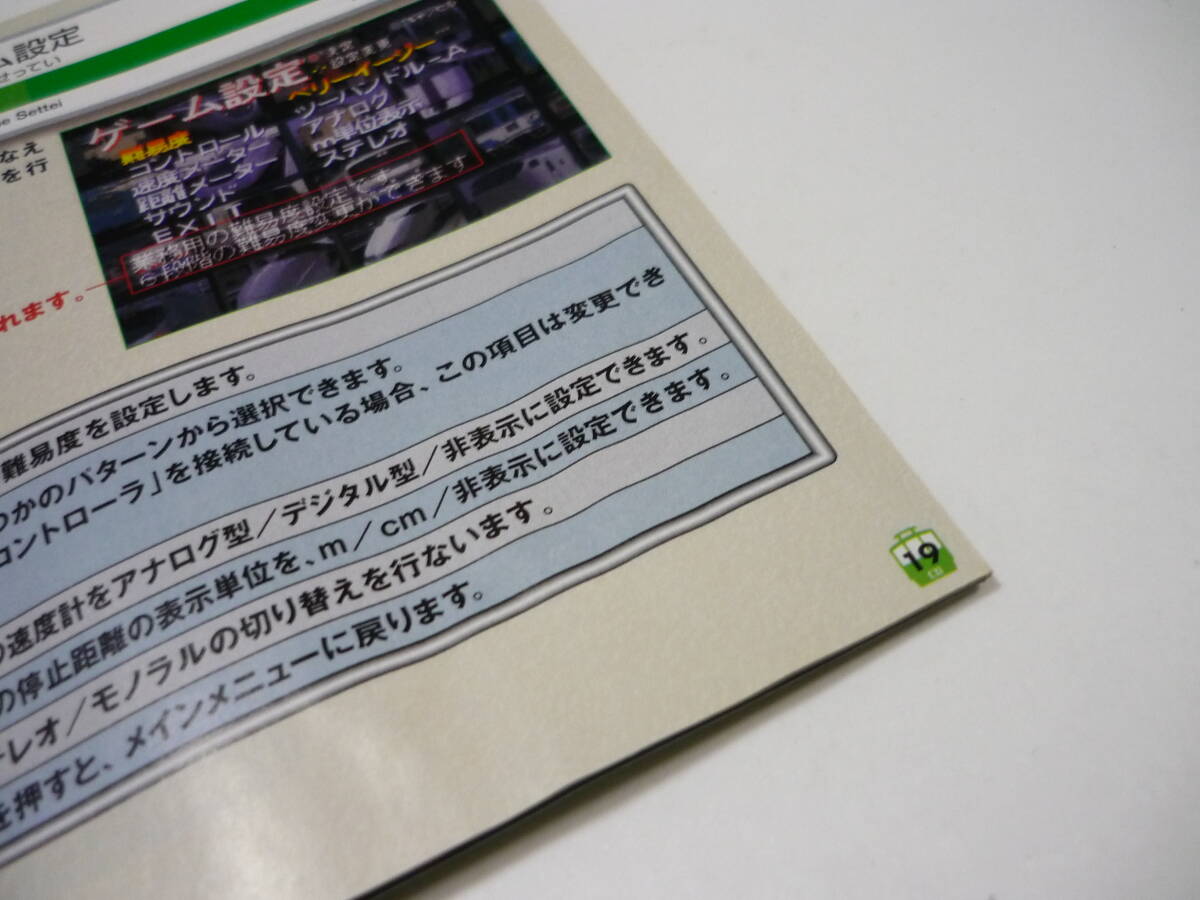 ム設定
せってい
e Settei
なえ
を行
ゲーム設定
難易度 ベリーイージー
コントロール ツーハンドル-A
速度メーター アナログ
距離メーター m単位表示
サウンド ステレオ
EXIT
業務用の難易度設定です
段階の難易度変更ができます
れます。
難易度を設定します。
つかのパターンから選択できます。
コントローラ」を接続している場合、この項目は変更でき
の速度計をアナログ型/デジタル型/非表示に設定できます。
の停止距離の表示単位を、m/cm/非表示に設定できます。
テレオ/モノラルの切り替えを行ないます。
を押すと、メインメニューに戻ります。
19